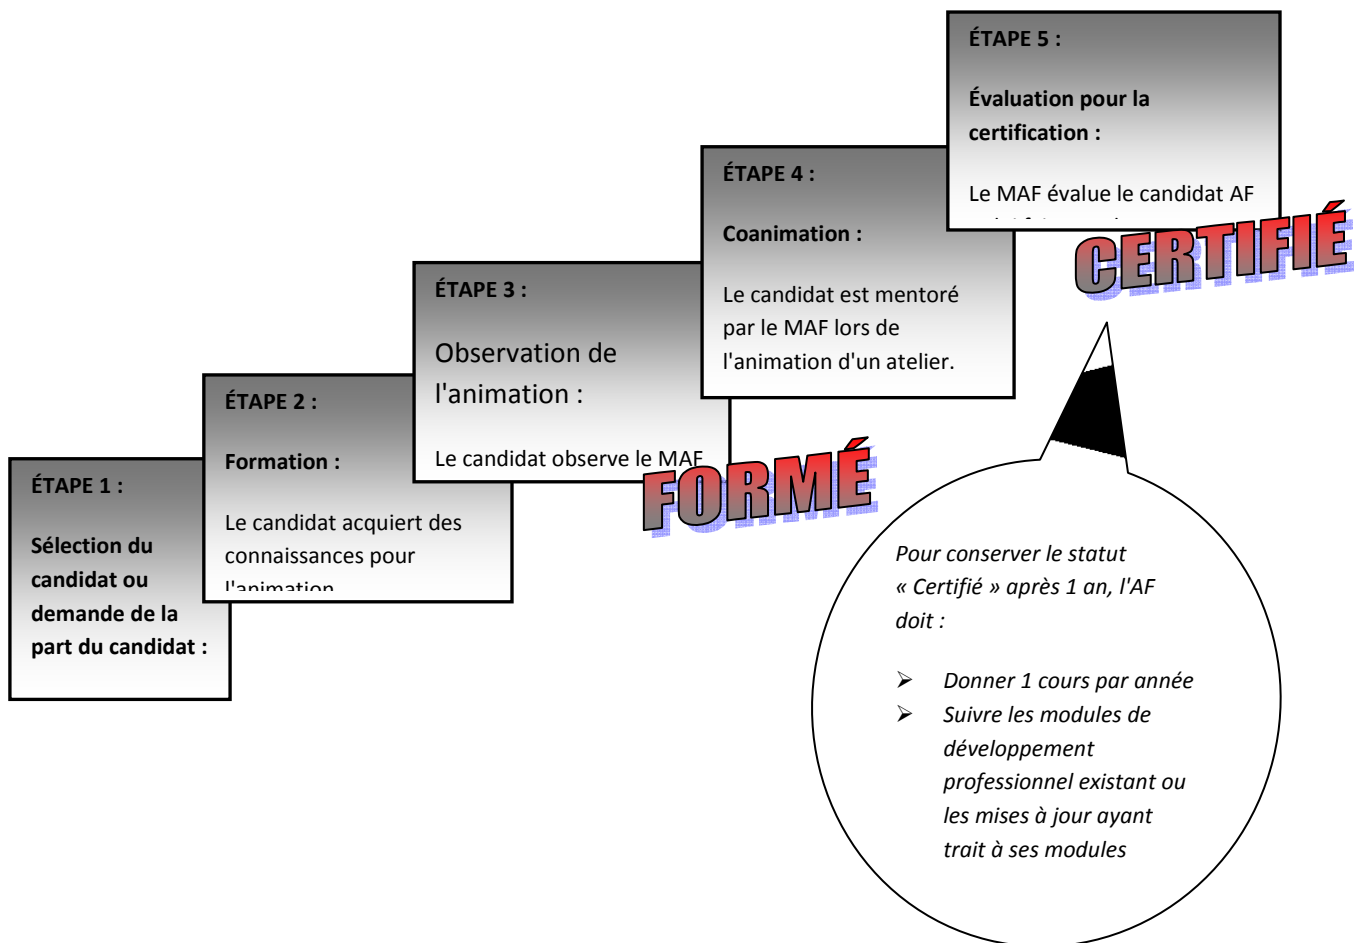 ÉTAPE 1 :
Sélection du
candidat ou
demande de la
part du candidat :
ÉTAPE 2 :
Formation :
Le candidat acquiert des
connaissances pour
l'animation
ÉTAPE 3 :
Observation de
l'animation :
Le candidat observe le MAF
FORMÉ
ÉTAPE 4 :
Coanimation :
Le candidat est mentoré
par le MAF lors de
l'animation d'un atelier.
ÉTAPE 5 :
Évaluation pour la
certification :
Le MAF évalue le candidat AF
CERTIFIÉ
Pour conserver le statut
« Certifié » après 1 an, l'AF
doit :
➢ Donner 1 cours par année
➢ Suivre les modules de
développement
professionnel existant ou
les mises à jour ayant
trait à ses modules